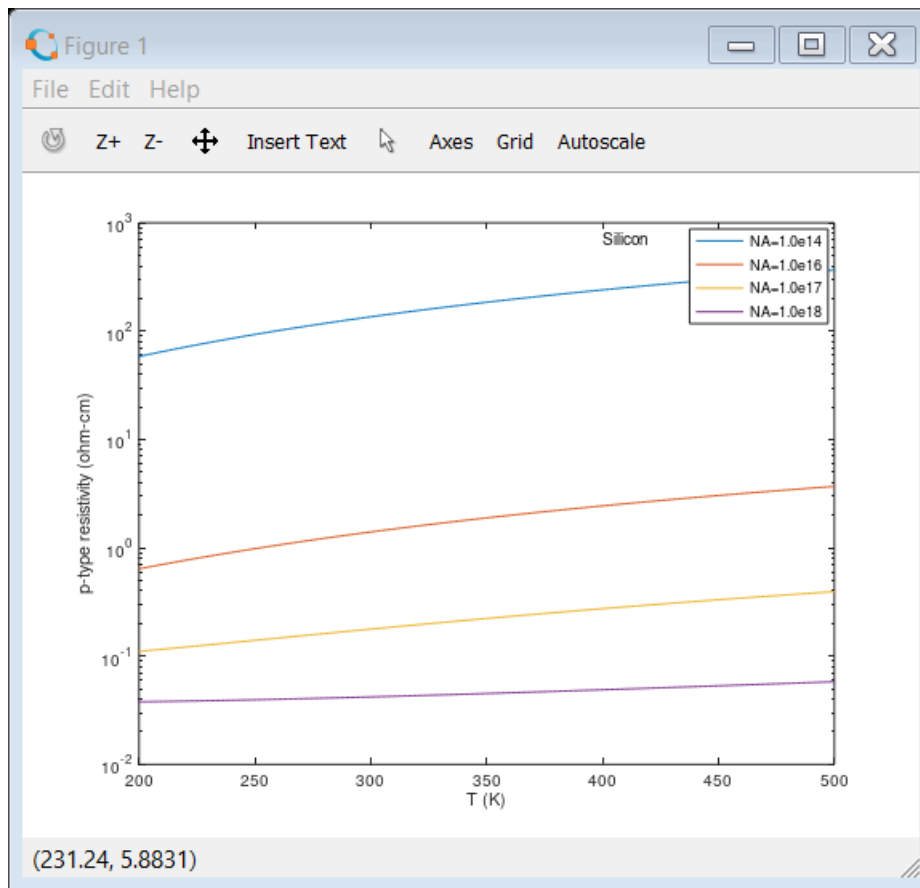 Figure 1
File Edit Help
Z+ Z- Insert Text Axes Grid Autoscale
10^3
Silicon
NA=1.0e14
NA=1.0e16
NA=1.0e17
NA=1.0e18
10^2
10^1
10^0
10^-1
10^-2
p-type resistivity (ohm-cm)
200 250 300 350 400 450 500
T (K)
(231.24, 5.8831)